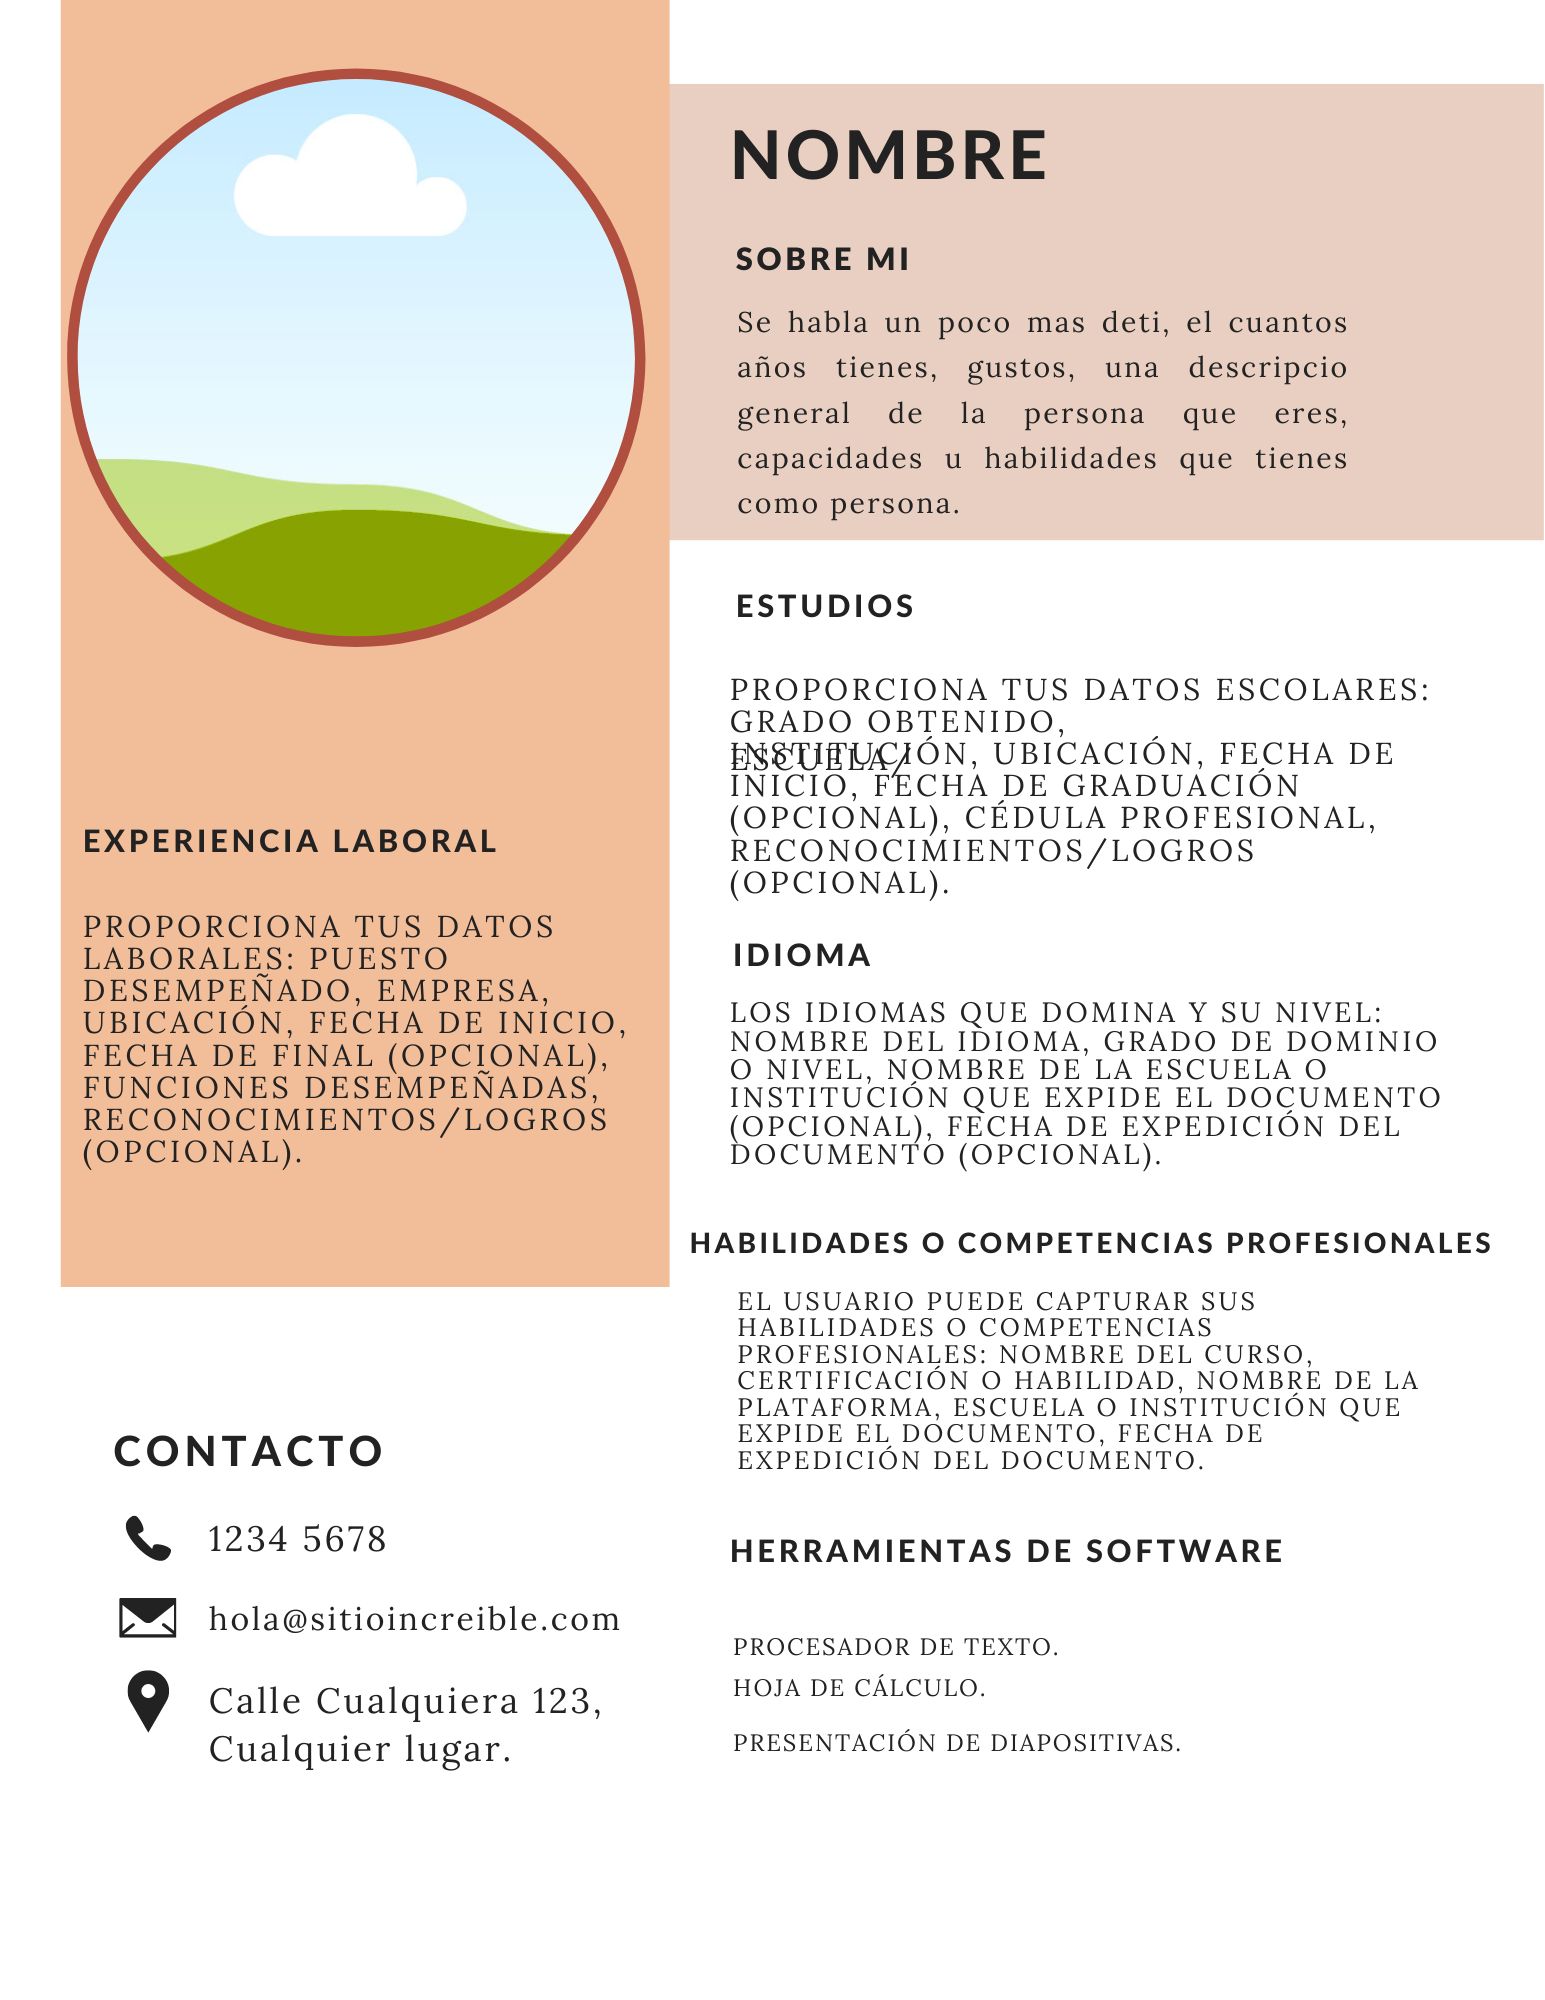 NOMBRE
SOBRE MI
Se habla un poco mas deti, el cuantos
años tienes, gustos, una descripcio
general de la persona que eres,
capacidades u habilidades que tienes
como persona.
ESTUDIOS
PROPORCIONA TUS DATOS ESCOLARES:
GRADO OBTENIDO,
ESCUELA/
INSTITUCIÓN, UBICACIÓN, FECHA DE
INICIO, FECHA DE GRADUACIÓN
(OPCIONAL), CÉDULA PROFESIONAL,
RECONOCIMIENTOS/LOGROS
(OPCIONAL).
IDIOMA
LOS IDIOMAS QUE DOMINA Y SU NIVEL:
NOMBRE DEL IDIOMA, GRADO DE DOMINIO
O NIVEL, NOMBRE DE LA ESCUELA O
INSTITUCIÓN QUE EXPIDE EL DOCUMENTO
(OPCIONAL), FECHA DE EXPEDICIÓN DEL
DOCUMENTO (OPCIONAL).
HABILIDADES O COMPETENCIAS PROFESIONALES
EL USUARIO PUEDE CAPTURAR SUS
HABILIDADES O COMPETENCIAS
PROFESIONALES: NOMBRE DEL CURSO,
CERTIFICACIÓN O HABILIDAD, NOMBRE DE LA
PLATAFORMA, ESCUELA O INSTITUCIÓN QUE
EXPIDE EL DOCUMENTO, FECHA DE
EXPEDICIÓN DEL DOCUMENTO.
HERRAMIENTAS DE SOFTWARE
PROCESADOR DE TEXTO.
HOJA DE CÁLCULO.
PRESENTACIÓN DE DIAPOSITIVAS.
EXPERIENCIA LABORAL
PROPORCIONA TUS DATOS
LABORALES: PUESTO
DESEMPEÑADO, EMPRESA,
UBICACIÓN, FECHA DE INICIO,
FECHA DE FINAL (OPCIONAL),
FUNCIONES DESEMPEÑADAS,
RECONOCIMIENTOS/LOGROS
(OPCIONAL).
CONTACTO
1234 5678
hola@sitioincreible.com
Calle Cualquiera 123,
Cualquier lugar.